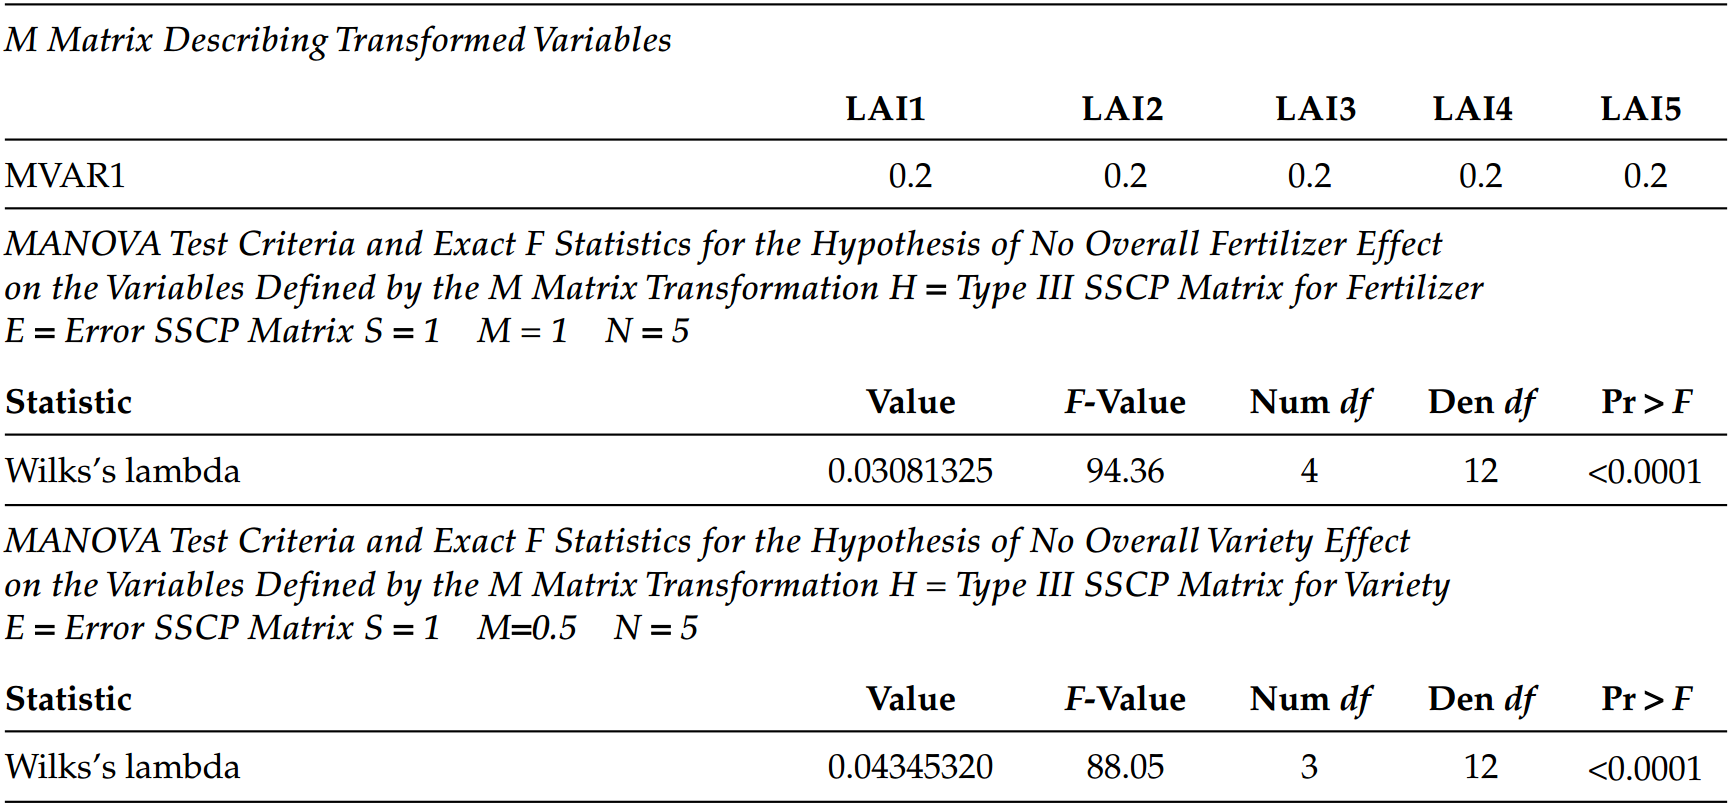 M Matrix Describing Transformed Variables
LAI1 LAI2 LAI3 LAI4 LAI5
MVAR1 0.2 0.2 0.2 0.2 0.2
MANOVA Test Criteria and Exact F Statistics for the Hypothesis of No Overall Fertilizer Effect
on the Variables Defined by the M Matrix Transformation H = Type III SSCP Matrix for Fertilizer
E = Error SSCP Matrix S = 1 M = 1 N = 5
Statistic Value F-Value Num df Den df Pr > F
Wilks's lambda 0.03081325 94.36 4 12 <0.0001
MANOVA Test Criteria and Exact F Statistics for the Hypothesis of No Overall Variety Effect
on the Variables Defined by the M Matrix Transformation H = Type III SSCP Matrix for Variety
E = Error SSCP Matrix S = 1 M=0.5 N = 5
Statistic Value F-Value Num df Den df Pr > F
Wilks's lambda 0.04345320 88.05 3 12 <0.0001